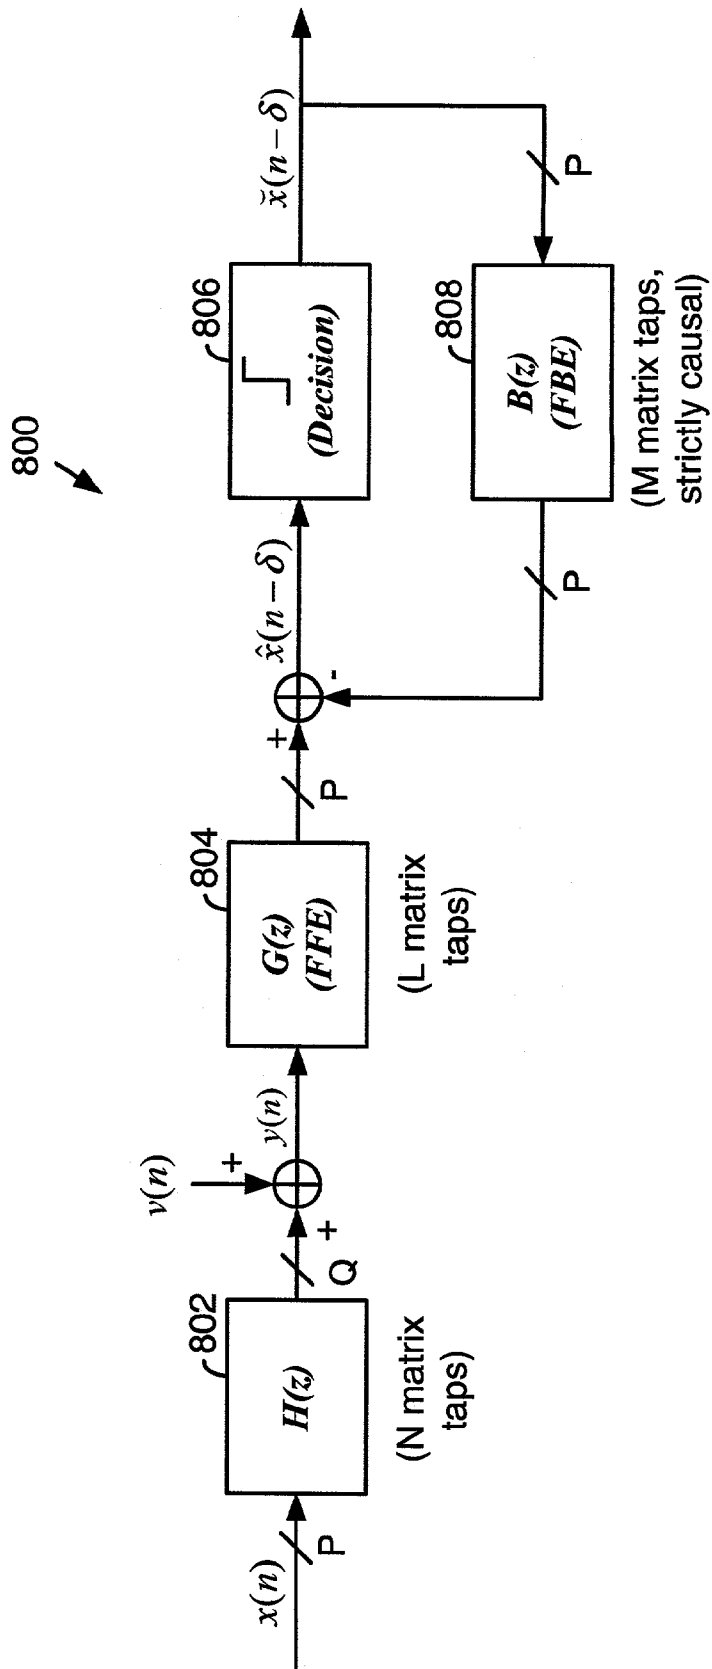 800
x(n)
P
802
H(z)
(N matrix
taps)
Q
+
v(n)
+
y(n)
804
G(z)
(FFE)
(L matrix
taps)
P
+
-
x̂(n − δ)
806
(Decision)
x̌(n − δ)
P
808
B(z)
(FBE)
(M matrix taps,
strictly causal)
P